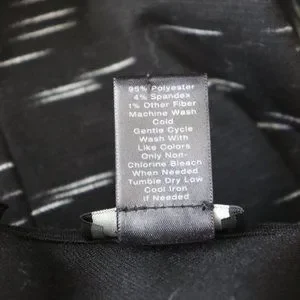 95% Polyester
4% Spandex
1% Other Fiber
Machine Wash
Cold
Gentle Cycle
Wash With
Like Colors
Only Non-
Chlorine Bleach
When Needed
Tumble Dry Low
Cool Iron
if Needed